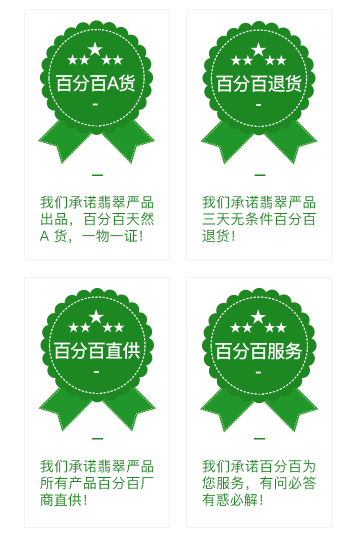 百分百A货
我们承诺翡翠严品
出品，百分百天然
A 货，一物一证！
百分百退货
我们承诺翡翠严品
三天无条件百分百
退货！
百分百直供
我们承诺翡翠严品
所有产品百分百厂
商直供！
百分百服务
我们承诺百分百为
您服务，有问必答
有惑必解！